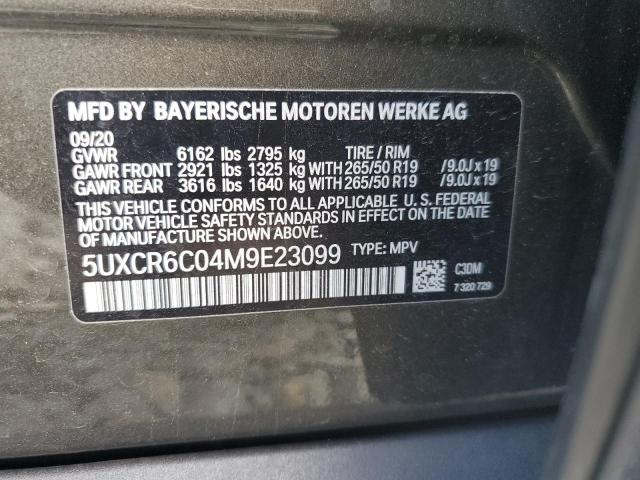 MFD BY BAYERISCHE MOTOREN WERKE AG
09/20
GVWR 6162 lbs 2795 kg TIRE / RIM
GAWR FRONT 2921 lbs 1325 kg WITH 265/50 R19 /9.0J x 19
GAWR REAR 3616 lbs 1640 kg WITH 265/50 R19 /9.0J x 19
THIS VEHICLE CONFORMS TO ALL APPLICABLE U. S. FEDERAL
MOTOR VEHICLE SAFETY STANDARDS IN EFFECT ON THE DATE
OF MANUFACTURE SHOWN ABOVE.
5UXCR6C04M9E23099 TYPE: MPV
C3DM
7 320 729